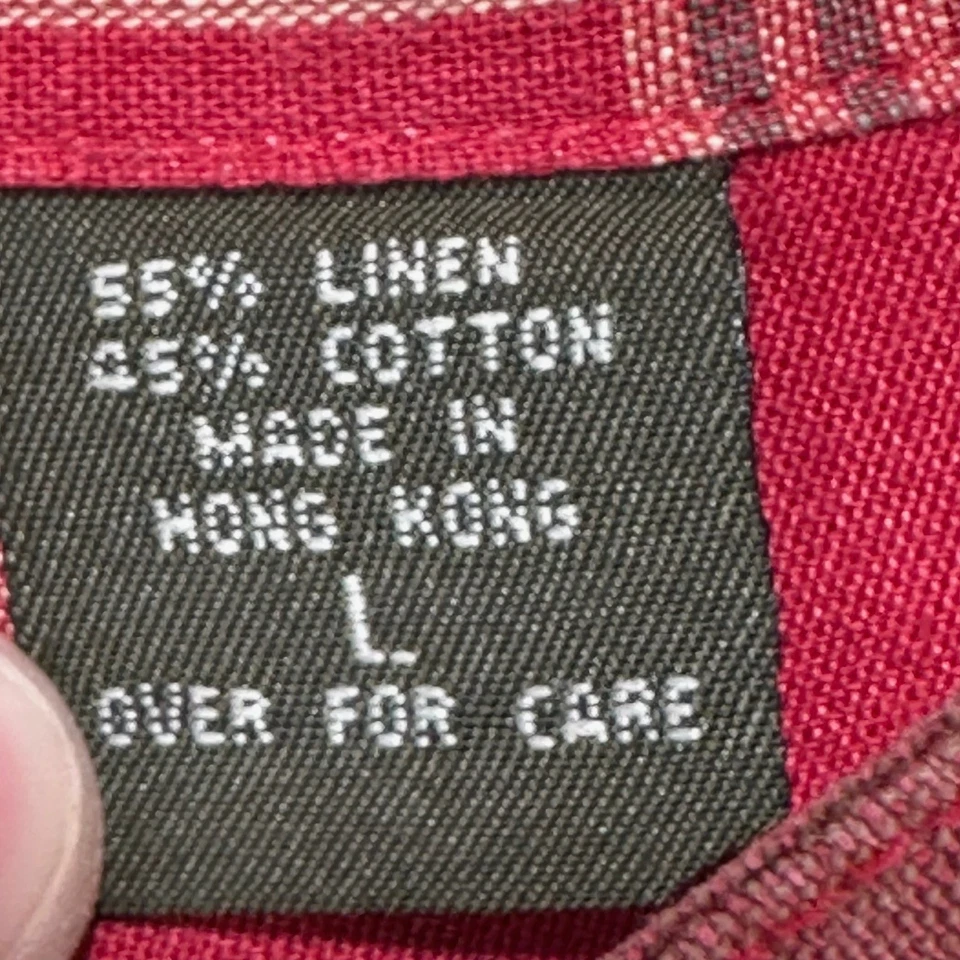 55% LINEN
45% COTTON
MADE IN
HONG KONG
L
OVER FOR CARE